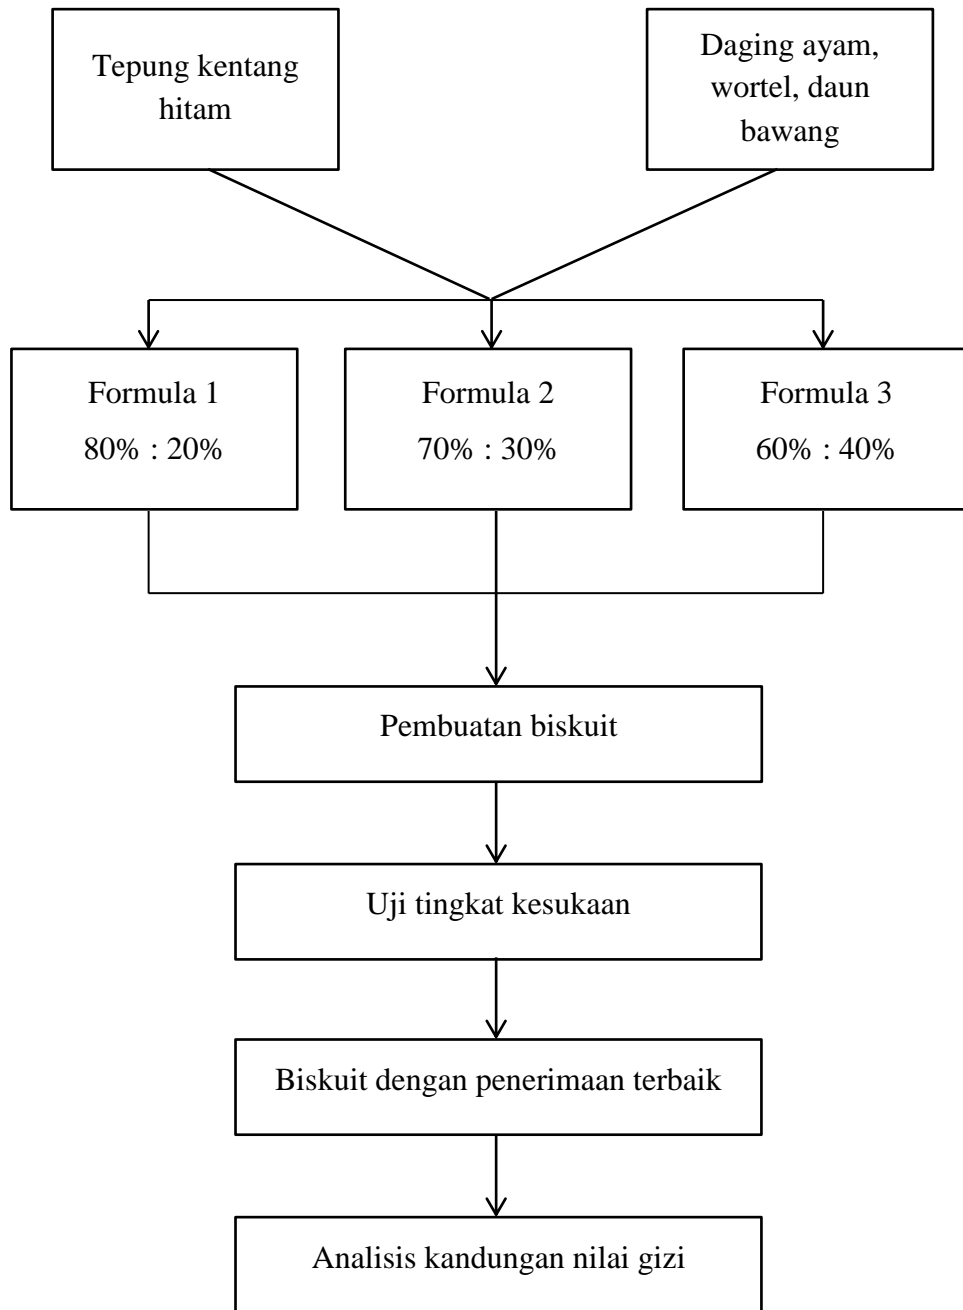 Tepung kentang
hitam
Daging ayam,
wortel, daun
bawang
Formula 1
80% : 20%
Formula 2
70% : 30%
Formula 3
60% : 40%
Pembuatan biskuit
Uji tingkat kesukaan
Biskuit dengan penerimaan terbaik
Analisis kandungan nilai gizi